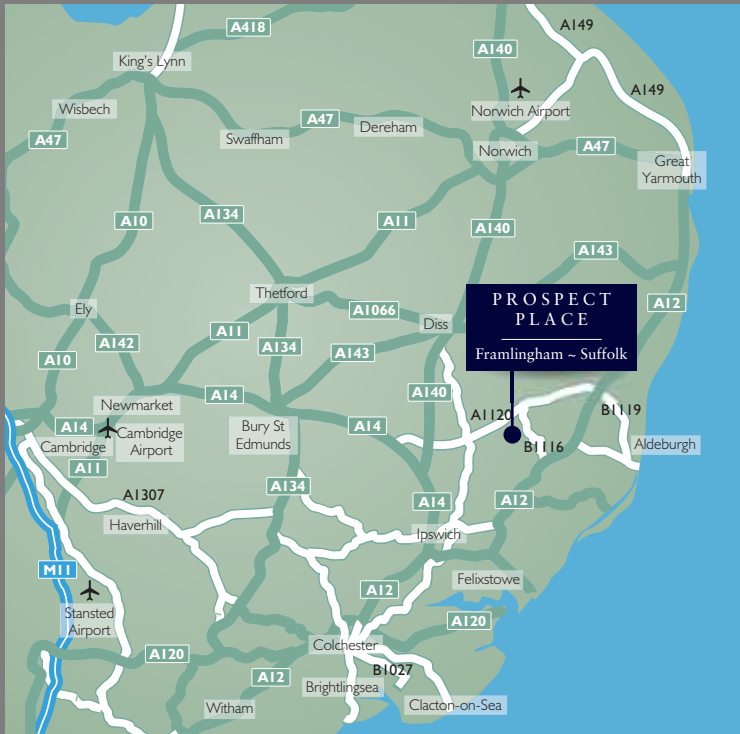 A149
A418
A140
King's Lynn
A149
Wisbech
Norwich Airport
A47
Dereham
A47
Swaffham
A47
Norwich
Great
Yarmouth
A10
A134
A11
A140
A143
Thetford
PROSPECT
PLACE
Framlingham ~ Suffolk
A12
Ely
A1066
Diss
A142
A11
A134
A143
A10
A14
A140
Newmarket
A1120
B1119
A14
Cambridge
Cambridge
Airport
Bury St
Edmunds
A14
B1116
Aldeburgh
A11
A134
A1307
A14
A12
Haverhill
Ipswich
M11
Felixstowe
A12
Stansted
Airport
A120
Colchester
A120
B1027
A12
Brightlingsea
Witham
Clacton-on-Sea